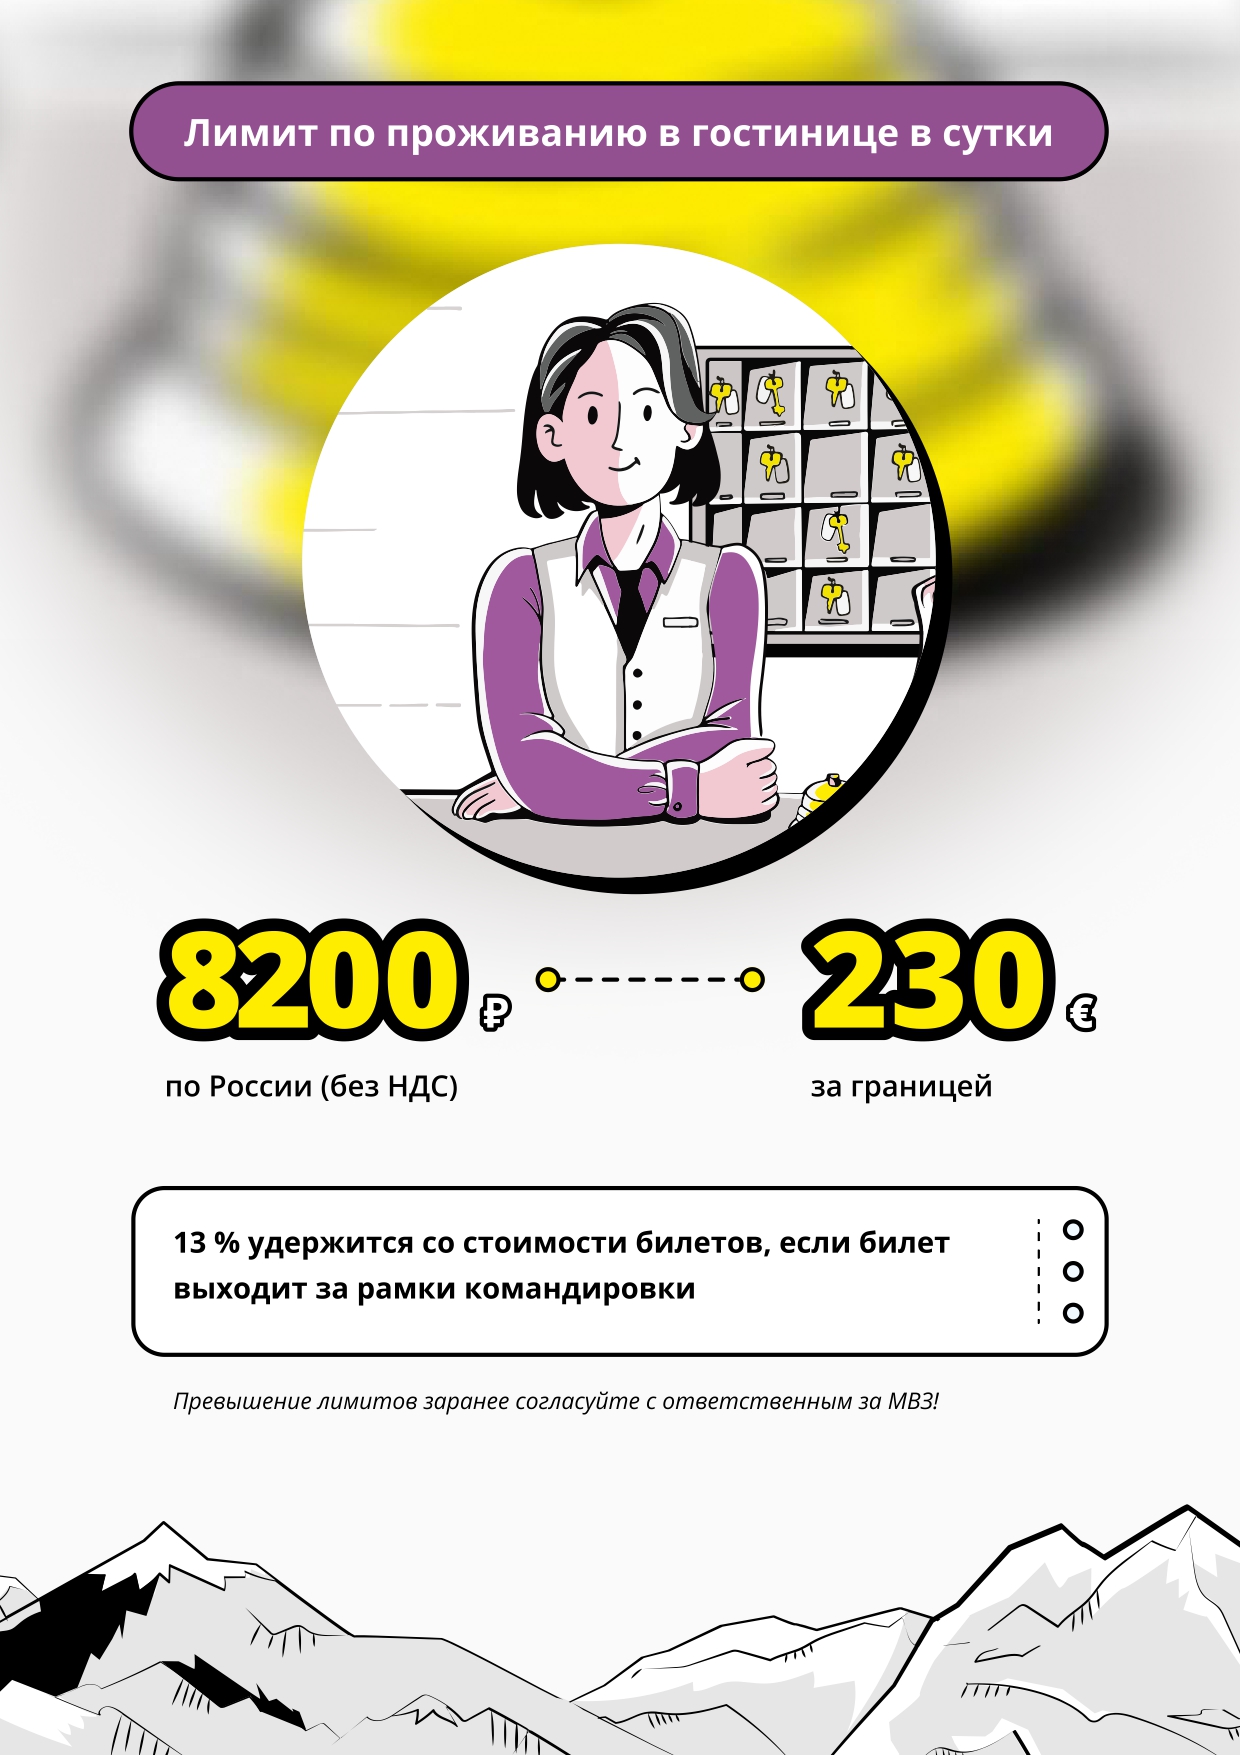 Лимит по проживанию в гостинице в сутки
8200 ₽
230 €
по России (без НДС)
за границей
13 % удержится со стоимости билетов, если билет
выходит за рамки командировки
Превышение лимитов заранее согласуйте с ответственным за МВЗ!